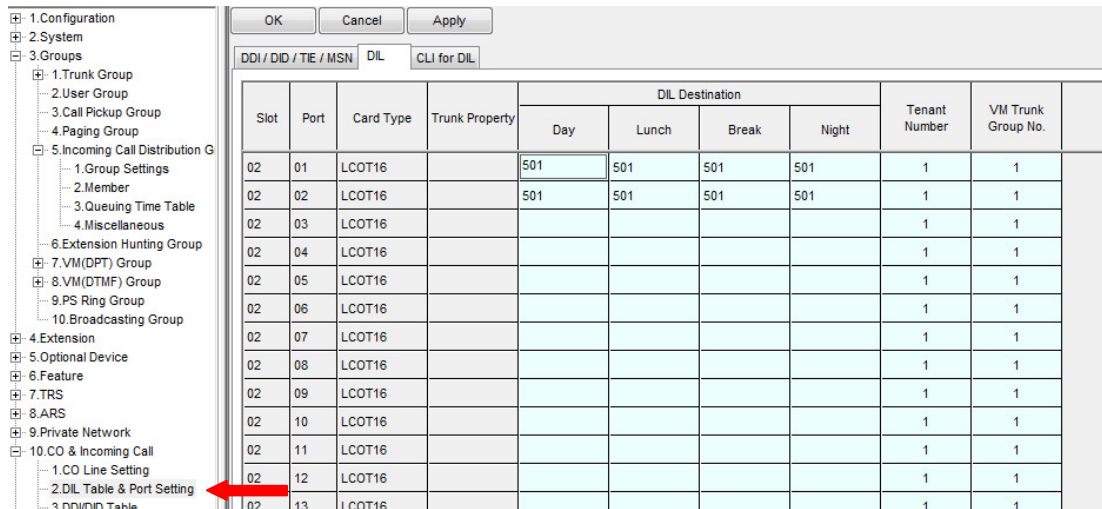 1.Configuration
2.System
3.Groups
1.Trunk Group
2.User Group
3.Call Pickup Group
4.Paging Group
5.Incoming Call Distribution G
1.Group Settings
2.Member
3.Queuing Time Table
4.Miscellaneous
6.Extension Hunting Group
7.VM(DPT) Group
8.VM(DTMF) Group
9.PS Ring Group
10.Broadcasting Group
4.Extension
5.Optional Device
6.Feature
7.TRS
8.ARS
9.Private Network
10.CO & Incoming Call
1.CO Line Setting
2.DIL Table & Port Setting
3.DDI/DID Table
OK Cancel Apply
DDI / DID / TIE / MSN DIL CLI for DIL
DIL Destination
Slot Port Card Type Trunk Property Day Lunch Break Night Tenant Number VM Trunk Group No.
02 01 LCOT16 501 501 501 501 1 1
02 02 LCOT16 501 501 501 501 1 1
02 03 LCOT16 1 1
02 04 LCOT16 1 1
02 05 LCOT16 1 1
02 06 LCOT16 1 1
02 07 LCOT16 1 1
02 08 LCOT16 1 1
02 09 LCOT16 1 1
02 10 LCOT16 1 1
02 11 LCOT16 1 1
02 12 LCOT16 1 1
02 13 LCOT16 1 1